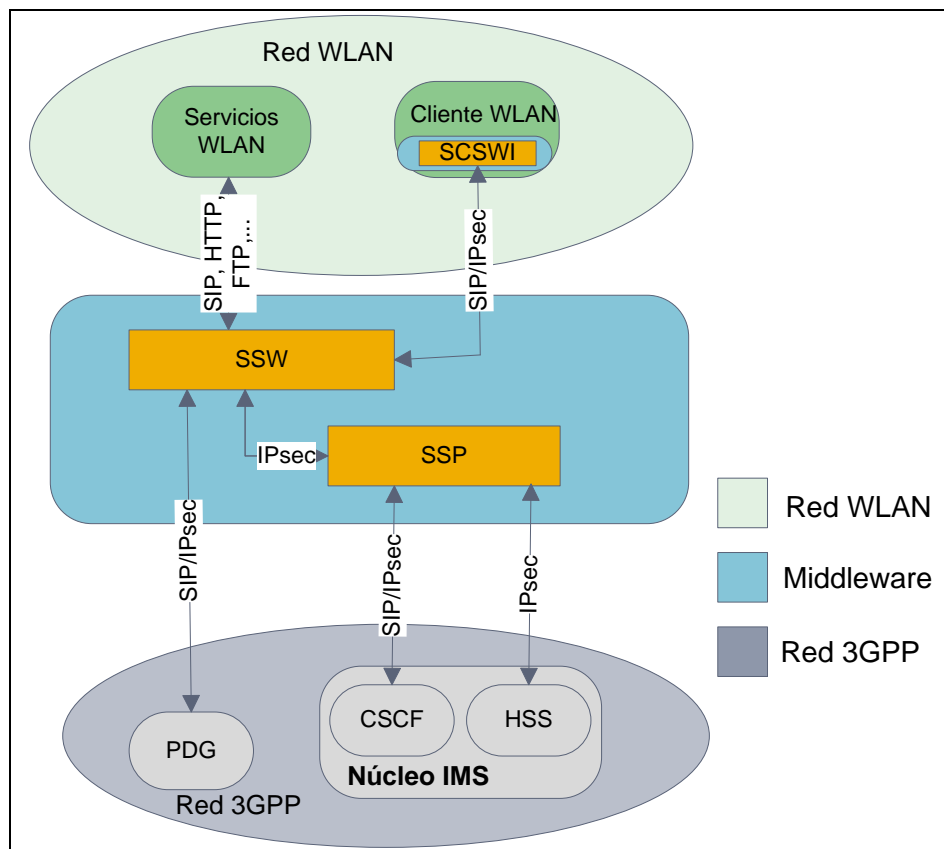 Red WLAN
Servicios
WLAN
Cliente WLAN
SCSWI
SIP, HTTP,
FTP,...
SIP/IPsec
SSW
IPsec
SSP
SIP/IPsec
SIP/IPsec
IPsec
Red WLAN
Middleware
Red 3GPP
CSCF
HSS
PDG
Núcleo IMS
Red 3GPP